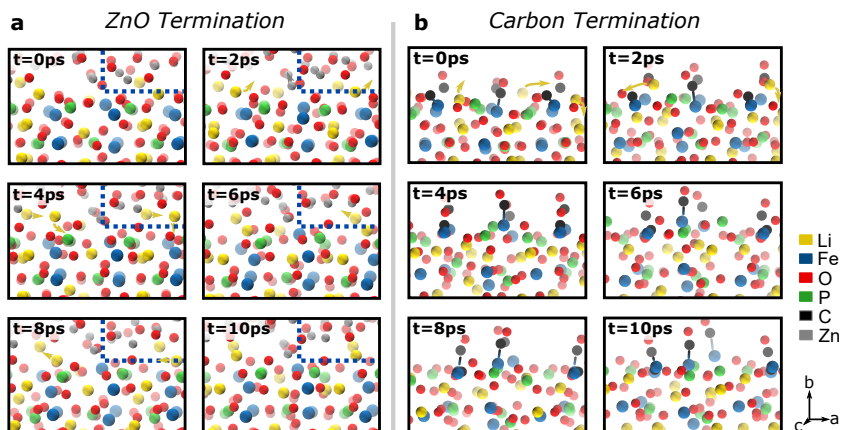 a ZnO Termination
t=0ps t=2ps
t=4ps t=6ps
t=8ps t=10ps
b Carbon Termination
t=0ps t=2ps
t=4ps t=6ps
t=8ps t=10ps
Li
Fe
O
P
C
Zn
b
c a